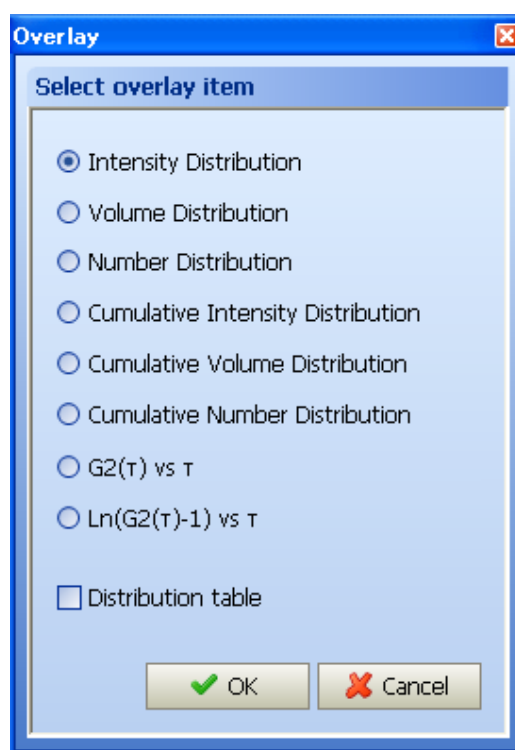 Overlay
Select overlay item
Intensity Distribution
Volume Distribution
Number Distribution
Cumulative Intensity Distribution
Cumulative Volume Distribution
Cumulative Number Distribution
G2(τ) vs τ
Ln(G2(τ)-1) vs τ
Distribution table
OK
Cancel